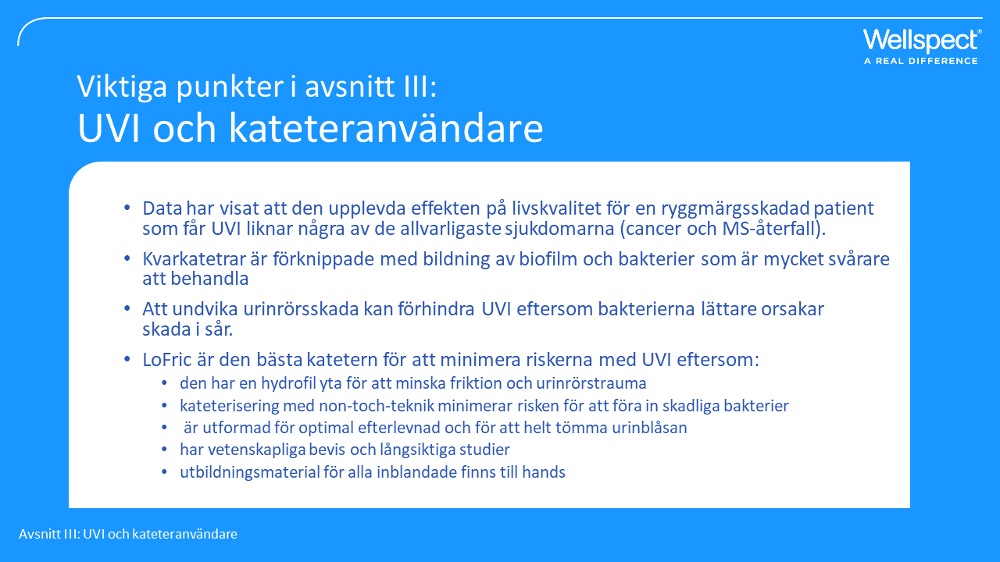 Wellspect®
A REAL DIFFERENCE
Viktiga punkter i avsnitt III:
UVI och kateteranvändare
• Data har visat att den upplevda effekten på livskvalitet för en ryggmärgsskadad patient
som får UVI liknar några av de allvarligaste sjukdomarna (cancer och MS-återfall).
• Kvarkatetrar är förknippade med bildning av biofilm och bakterier som är mycket svårare
att behandla
• Att undvika urinrörsskada kan förhindra UVI eftersom bakterierna lättare orsakar
skada i sår.
• LoFric är den bästa katetern för att minimera riskerna med UVI eftersom:
• den har en hydrofil yta för att minska friktion och urinrörstrauma
• kateterisering med non-toch-teknik minimerar risken för att föra in skadliga bakterier
• är utformad för optimal efterlevnad och för att helt tömma urinblåsan
• har vetenskapliga bevis och långsiktiga studier
• utbildningsmaterial för alla inblandade finns till hands
Avsnitt III: UVI och kateteranvändare